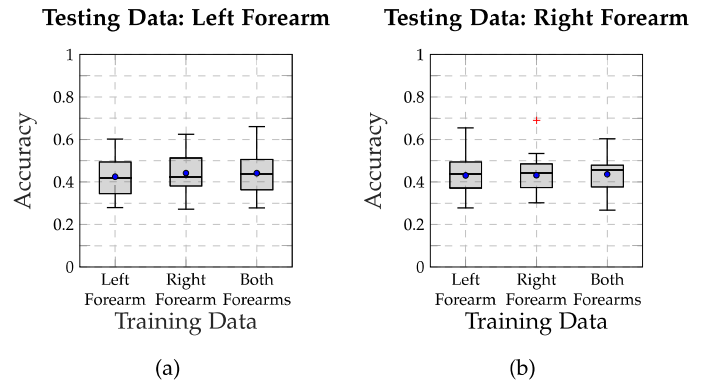 Testing Data: Left Forearm
1
0.8
0.6
0.4
0.2
0
Accuracy
Left
Forearm
Right
Forearm
Both
Forearms
Training Data
(a)
Testing Data: Right Forearm
1
0.8
0.6
0.4
0.2
0
Accuracy
Left
Forearm
Right
Forearm
Both
Forearms
Training Data
(b)